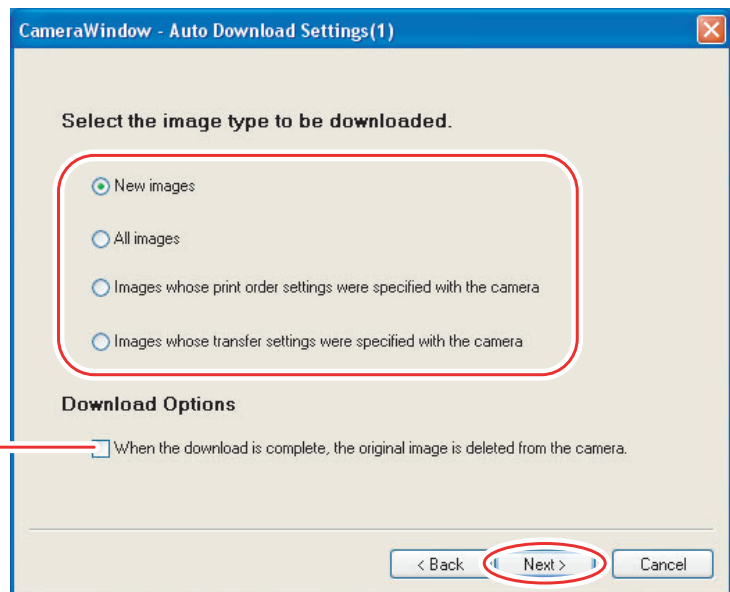 CameraWindow - Auto Download Settings(1)
Select the image type to be downloaded.
New images
All images
Images whose print order settings were specified with the camera
Images whose transfer settings were specified with the camera
Download Options
When the download is complete, the original image is deleted from the camera.
< Back Next > Cancel